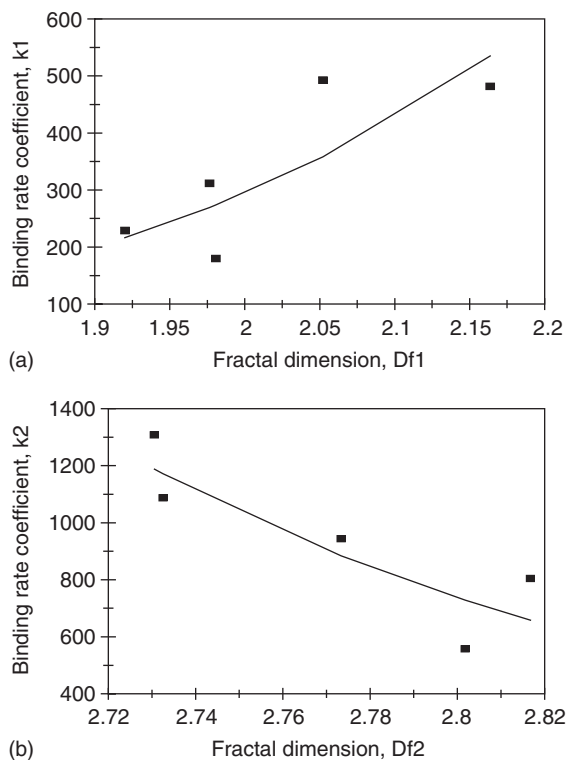 600
500
400
300
200
100
Binding rate coefficient, k1
1.9 1.95 2 2.05 2.1 2.15 2.2
(a) Fractal dimension, Df1
1400
1200
1000
800
600
400
Binding rate coefficient, k2
2.72 2.74 2.76 2.78 2.8 2.82
(b) Fractal dimension, Df2